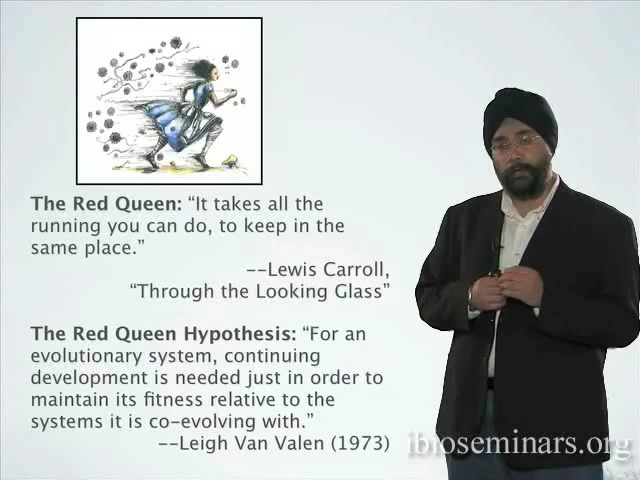 The Red Queen: “It takes all the
running you can do, to keep in the
same place.”
--Lewis Carroll,
“Through the Looking Glass”
The Red Queen Hypothesis: “For an
evolutionary system, continuing
development is needed just in order to
maintain its fitness relative to the
systems it is co-evolving with.”
--Leigh Van Valen (1973)
ibioseminars.org